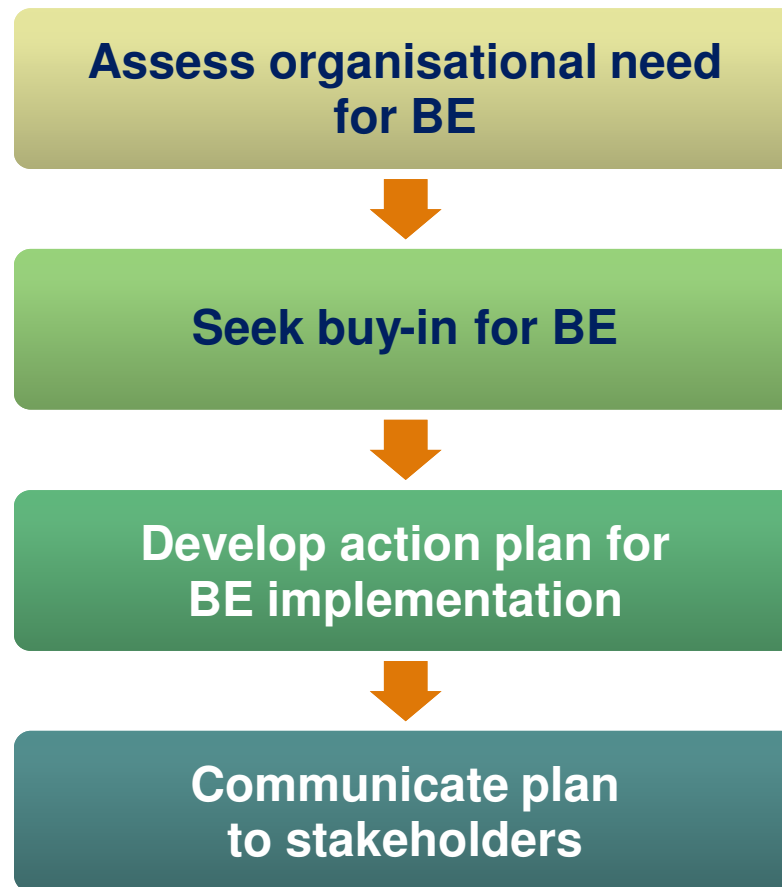 Assess organisational need
for BE
Seek buy-in for BE
Develop action plan for
BE implementation
Communicate plan
to stakeholders